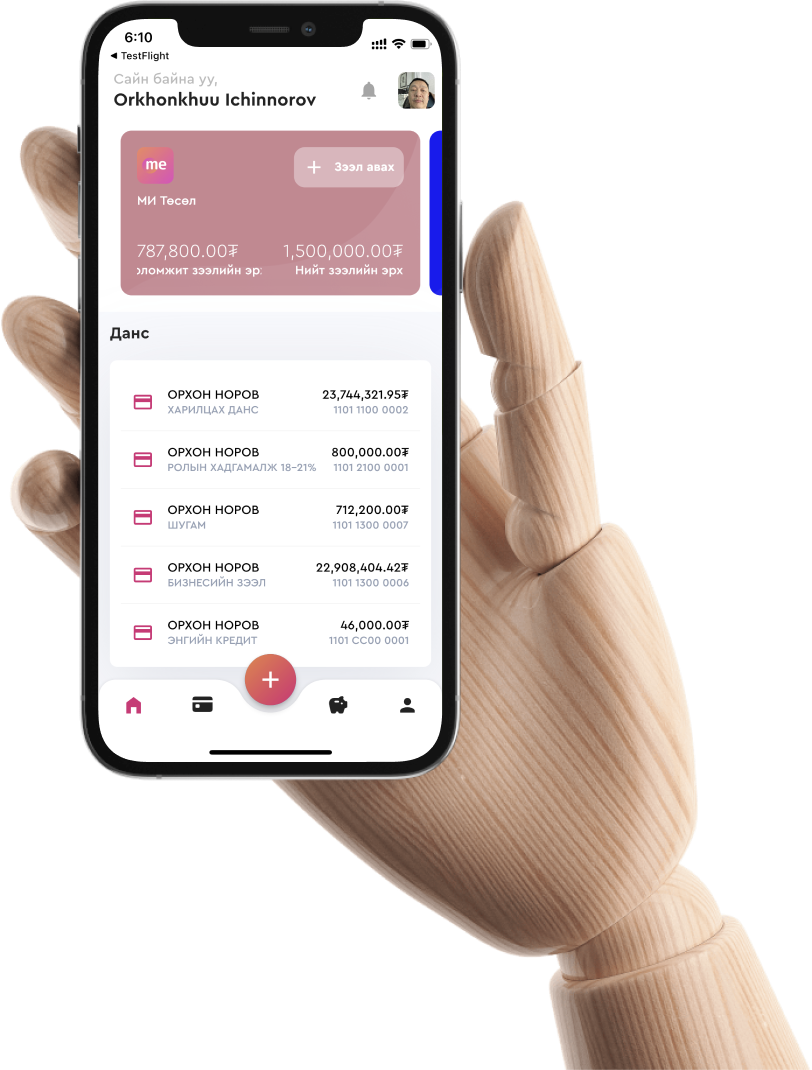 6:10
◀ TestFlight
Сайн байна уу,
Orkhonkhuu Ichinnorov
me
+ Зээл авах
МИ Төсөл
787,800.00₮ 1,500,000.00₮
оломжит зээлийн эр: Нийт зээлийн эрх
Данс
ОРХОН НОРОВ 23,744,321.95₮
ХАРИЛЦАХ ДАНС 1101 1100 0002
ОРХОН НОРОВ 800,000.00₮
РОЛЫН ХАДГАМАЛЖ 18-21% 1101 2100 0001
ОРХОН НОРОВ 712,200.00₮
ШУГАМ 1101 1300 0007
ОРХОН НОРОВ 22,908,404.42₮
БИЗНЕСИЙН ЗЭЭЛ 1101 1300 0006
ОРХОН НОРОВ 46,000.00₮
ЭНГИЙН КРЕДИТ 1101 CC00 0001